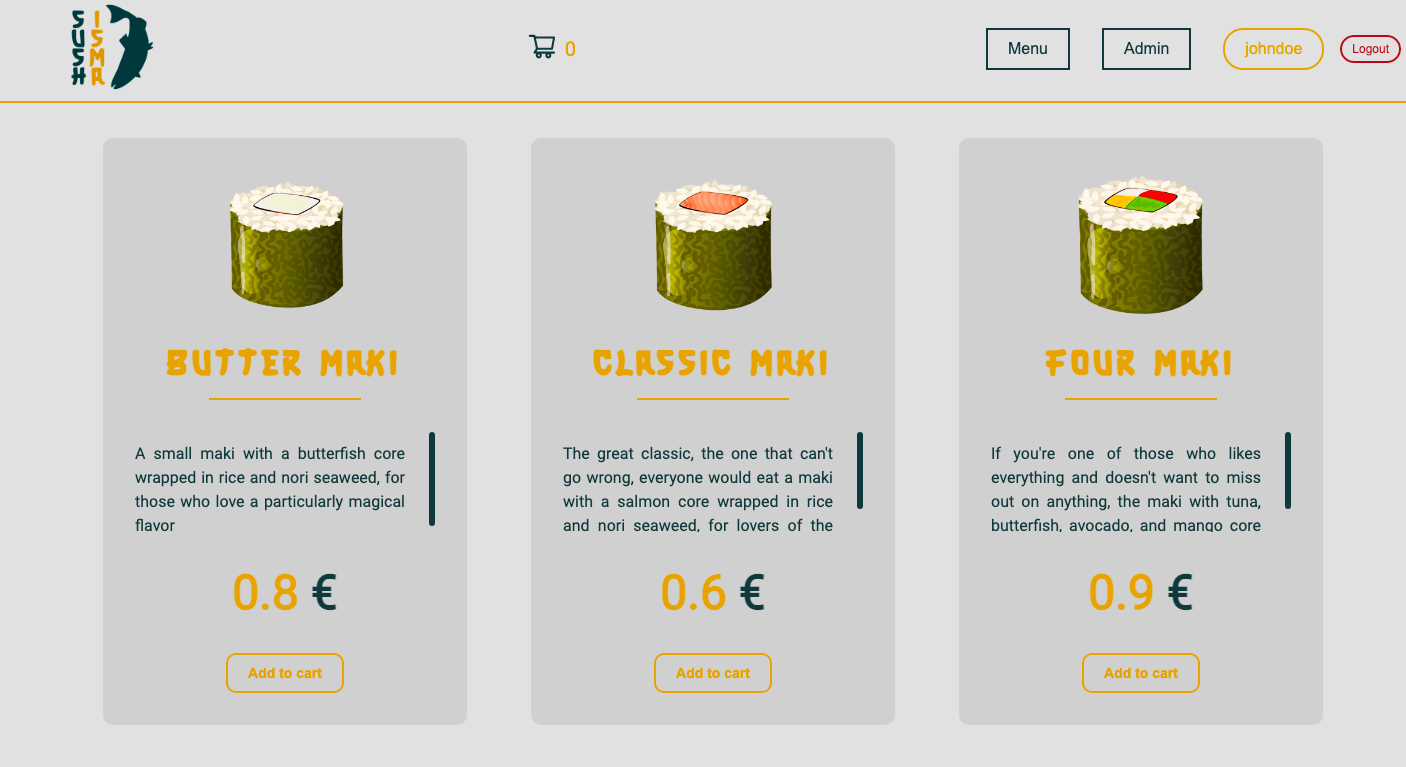 SUSH
ISMA
0
Menu
Admin
johndoe
Logout
BUTTER MAKI
A small maki with a butterfish core
wrapped in rice and nori seaweed, for
those who love a particularly magical
flavor
0.8 €
Add to cart
CLASSIC MAKI
The great classic, the one that can't
go wrong, everyone would eat a maki
with a salmon core wrapped in rice
and nori seaweed, for lovers of the
0.6 €
Add to cart
FOUR MAKI
If you're one of those who likes
everything and doesn't want to miss
out on anything, the maki with tuna,
butterfish, avocado, and mango core
0.9 €
Add to cart